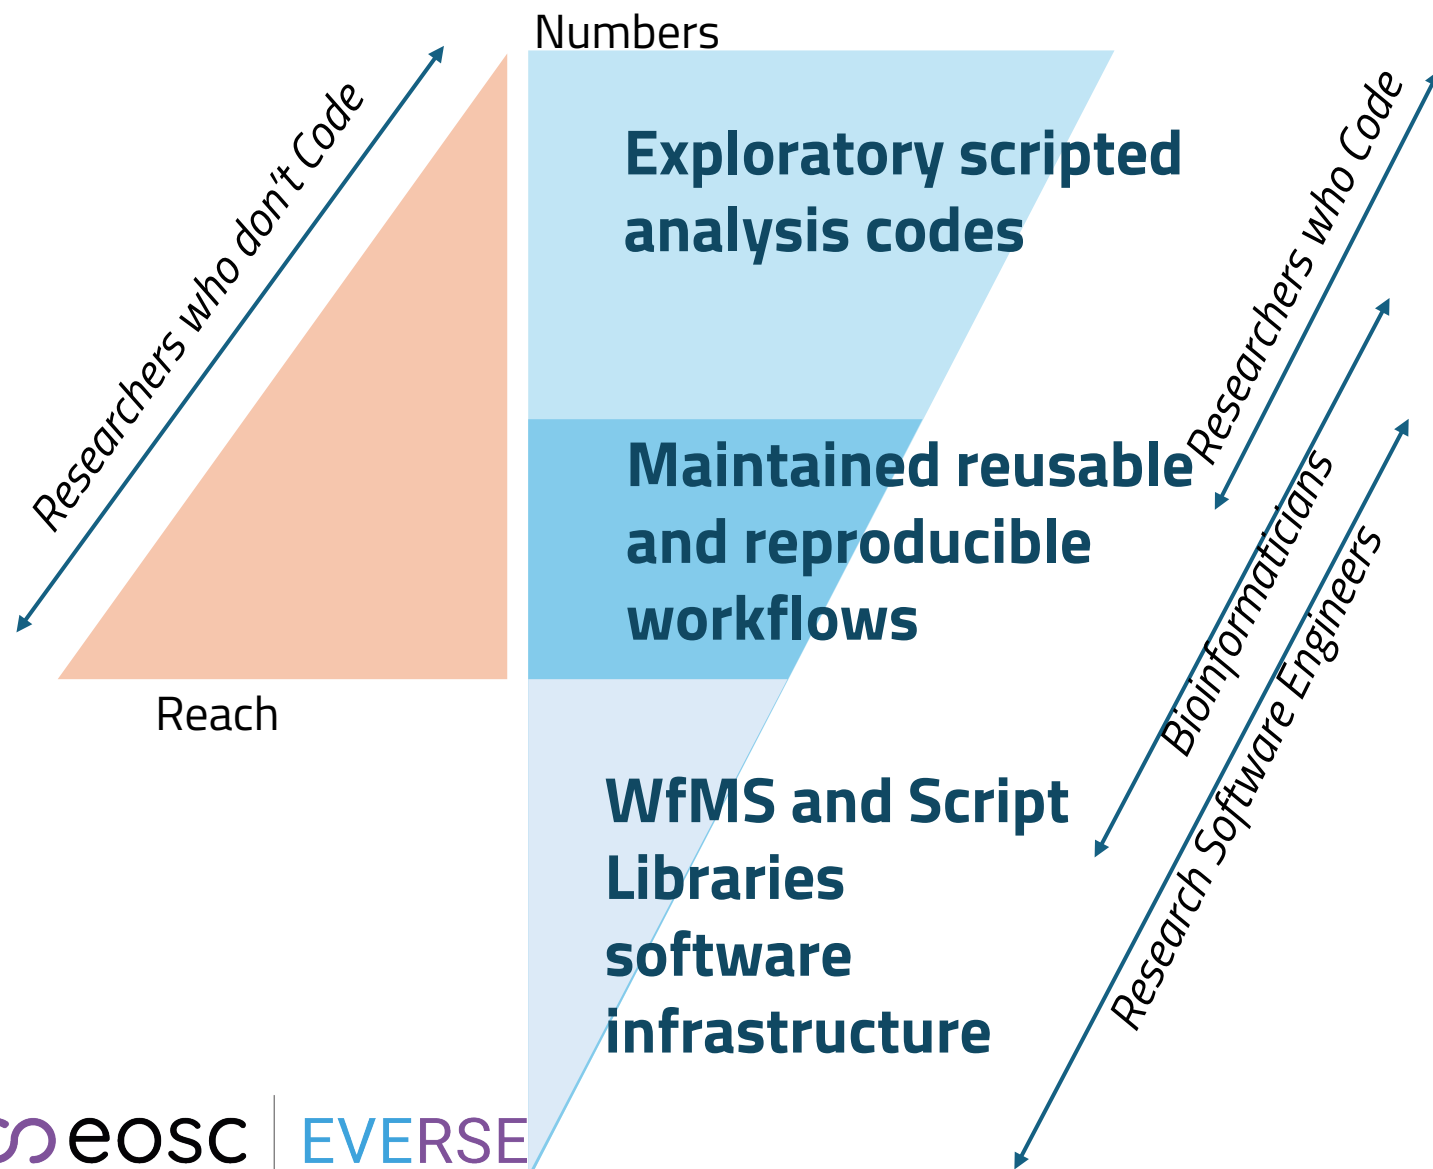 Numbers
Researchers who don't Code
Exploratory scripted
analysis codes
Researchers who Code
Maintained reusable
and reproducible
workflows
Bioinformaticians
Research Software Engineers
Reach
WfMS and Script
Libraries
software
infrastructure
eosc
EVERSE